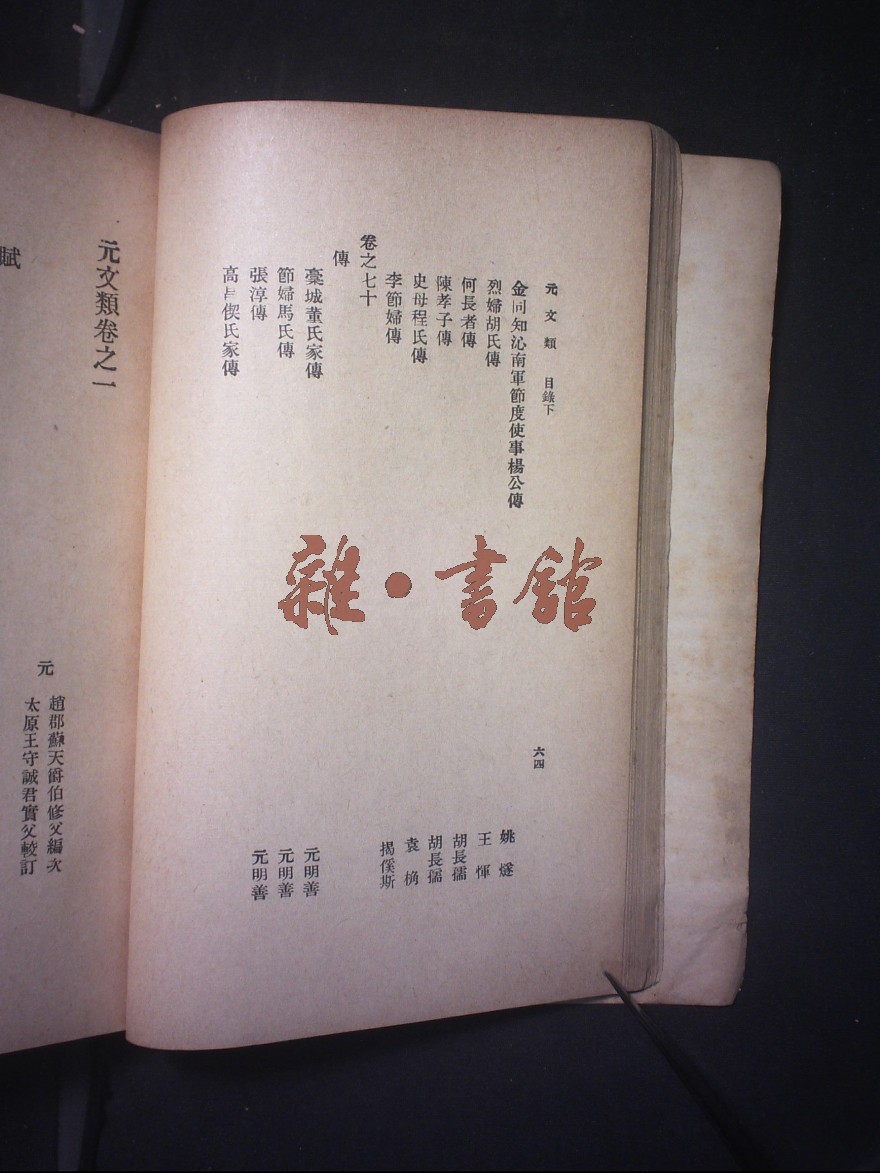 元文類 目錄下 六四
金同知沁南軍節度使事楊公傳 姚燧
烈婦胡氏傳 王惲
何長者傳 胡長孺
陳孝子傳 胡長孺
史母程氏傳 袁桷
李節婦傳 揭傒斯
卷之七十
傳
藁城董氏家傳 元明善
節婦馬氏傳 元明善
張淳傳 元明善
高昌偰氏家傳
雜·書館
元文類卷之一
元 趙郡蘇天爵伯修父編次
太原王守誠君實父較訂
賦